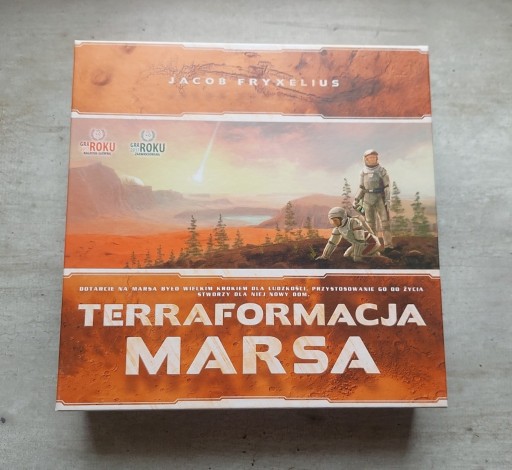 JACOB FRYXELIUS
GRA ROKU
GRA ROKU
DOTARCIE NA MARSA BYŁO WIELKIM KROKIEM DLA LUDZKOŚCI, PRZYSTOSOWANIE GO DO ŻYCIA
STWORZY DLA NIEJ NOWY DOM.
TERRAFORMACJA
MARSA